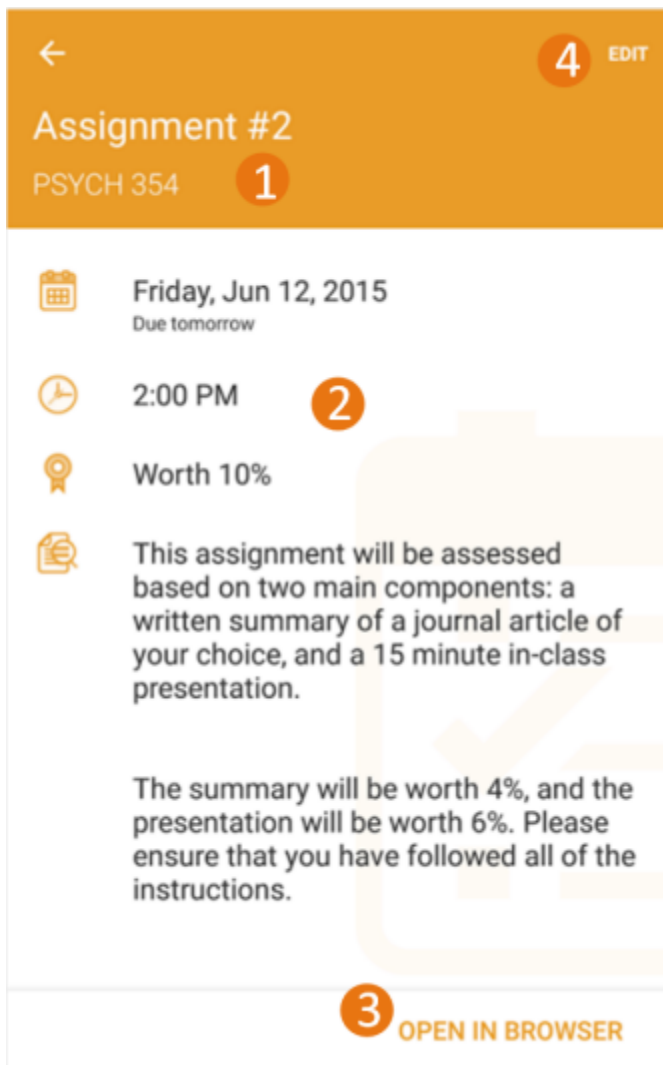 4 EDIT
Assignment #2
PSYCH 354 1
Friday, Jun 12, 2015
Due tomorrow
2:00 PM 2
Worth 10%
This assignment will be assessed
based on two main components: a
written summary of a journal article of
your choice, and a 15 minute in-class
presentation.
The summary will be worth 4%, and the
presentation will be worth 6%. Please
ensure that you have followed all of the
instructions.
3 OPEN IN BROWSER